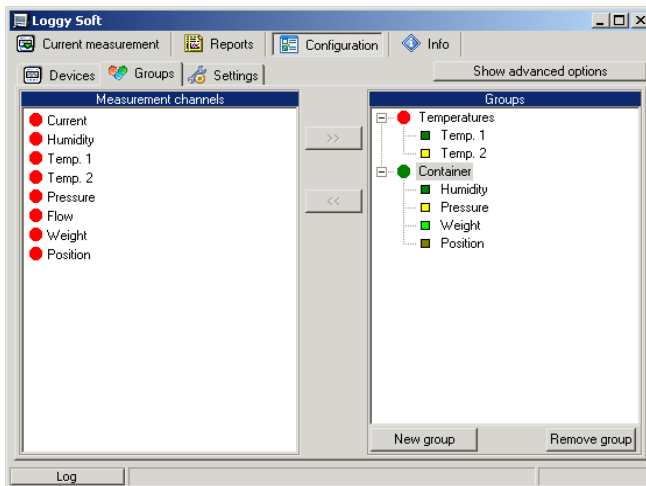 Loggy Soft
Current measurement Reports Configuration Info
Devices Groups Settings Show advanced options
Measurement channels
Current
Humidity
Temp. 1
Temp. 2
Pressure
Flow
Weight
Position
>>
<<
Groups
Temperatures
Temp. 1
Temp. 2
Container
Humidity
Pressure
Weight
Position
New group Remove group
Log